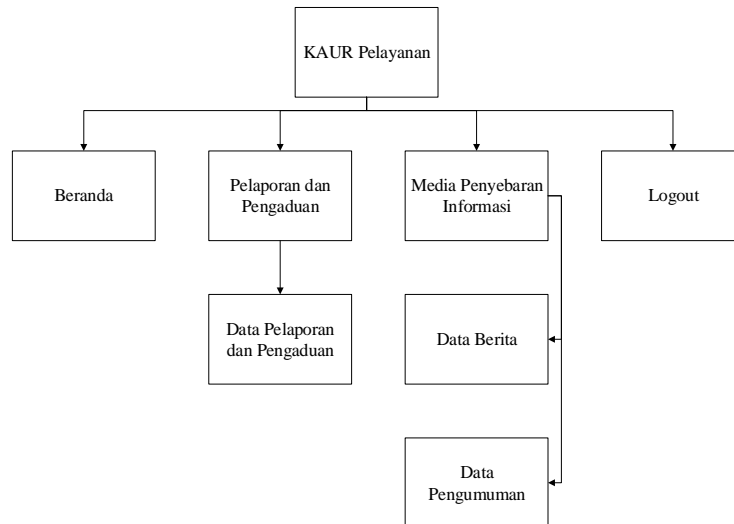 KAUR Pelayanan
Beranda
Pelaporan dan
Pengaduan
Media Penyebaran
Informasi
Logout
Data Pelaporan
dan Pengaduan
Data Berita
Data
Pengumuman